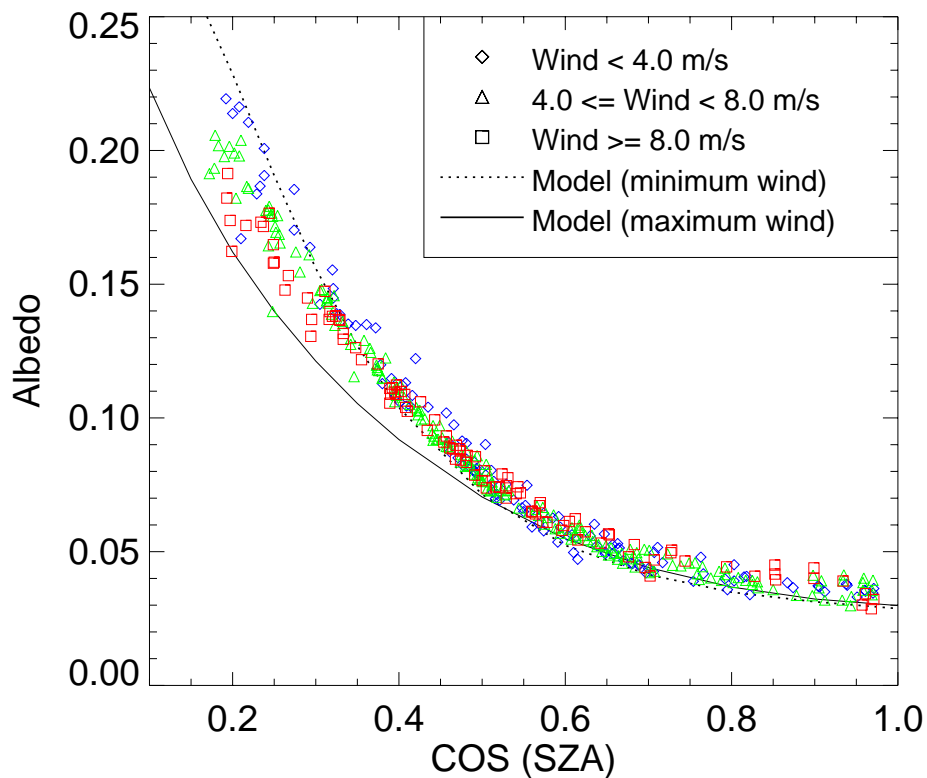 0.25
0.20
0.15
0.10
0.05
0.00
Albedo
Wind < 4.0 m/s
4.0 <= Wind < 8.0 m/s
Wind >= 8.0 m/s
Model (minimum wind)
Model (maximum wind)
0.2 0.4 0.6 0.8 1.0
COS (SZA)